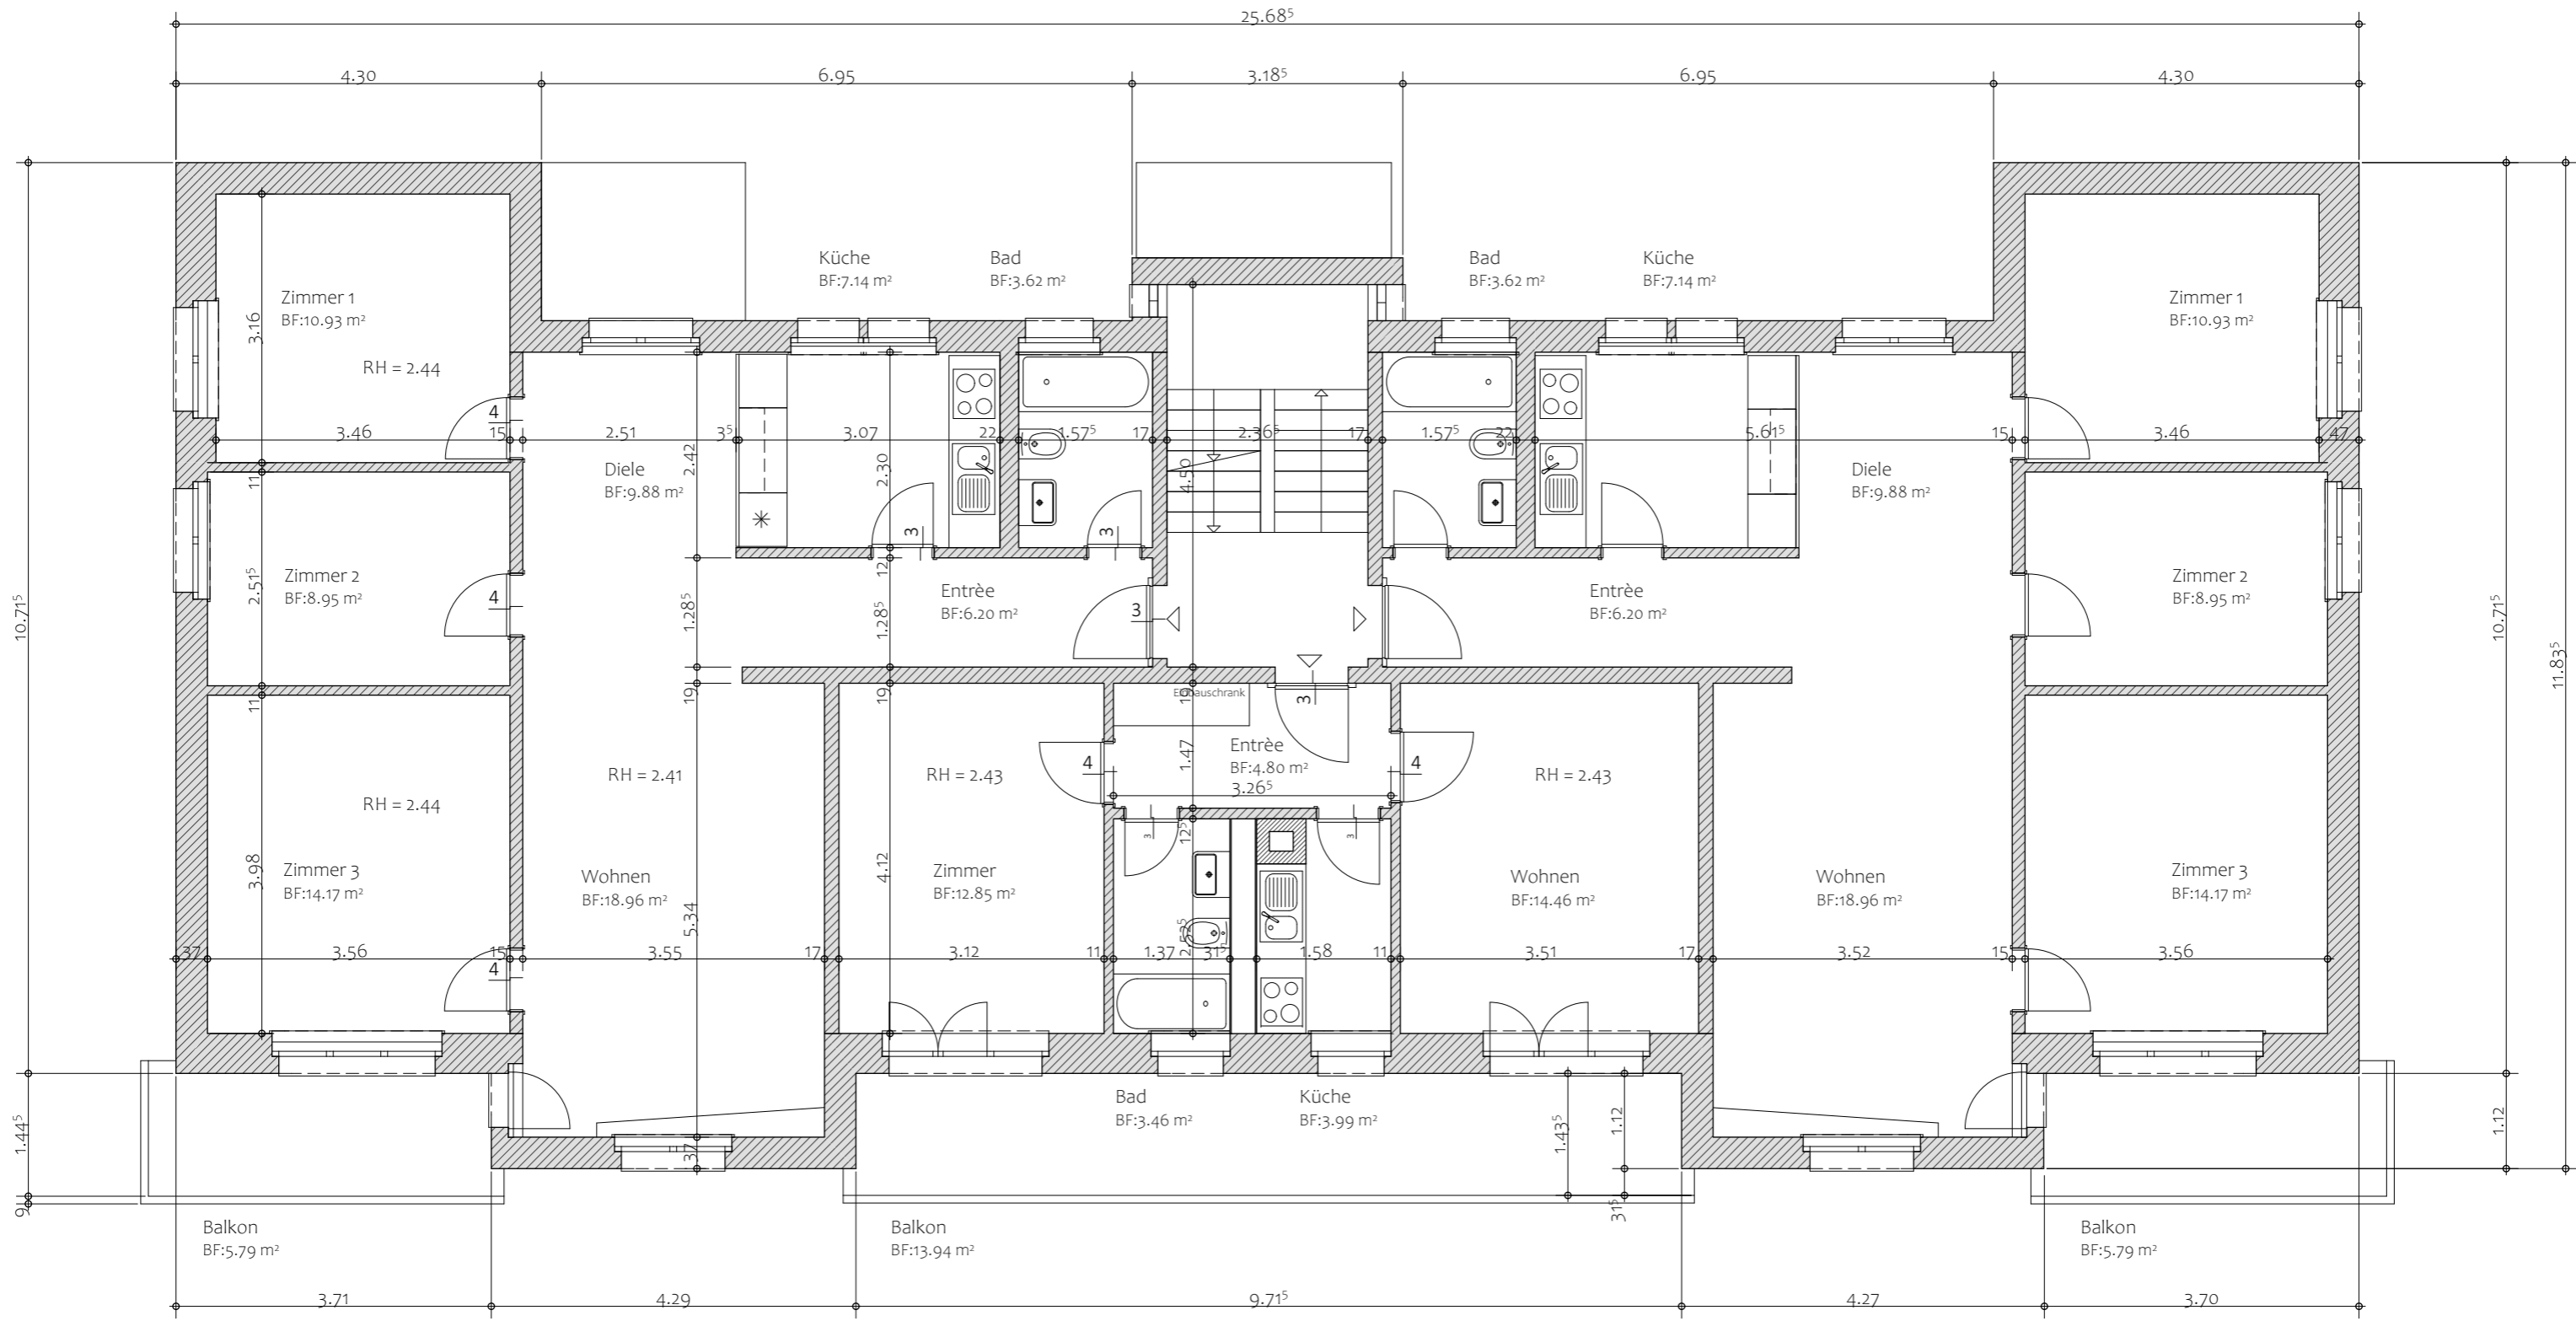 25.68⁵
4.30
6.95
3.18⁵
6.95
4.30
Küche
BF:7.14 m²
Bad
BF:3.62 m²
Bad
BF:3.62 m²
Küche
BF:7.14 m²
Zimmer 1
BF:10.93 m²
Zimmer 1
BF:10.93 m²
3.16
RH = 2.44
4
3.46
15
2.51
3⁵
3.07
22
1.57⁵
17
2.36⁵
17
1.57⁵
22
5.61⁵
15
3.46
47
2.42
2.30
4.50
Diele
BF:9.88 m²
Diele
BF:9.88 m²
11
3
3
12
Zimmer 2
BF:8.95 m²
2.51⁵
4
Entrèe
BF:6.20 m²
3
Entrèe
BF:6.20 m²
Zimmer 2
BF:8.95 m²
10.71⁵
1.28⁵
1.28⁵
10.71⁵
11.83⁵
11
19
19
3
1.47
Entrèe
BF:4.80 m²
3.26⁵
4
4
RH = 2.44
RH = 2.41
RH = 2.43
RH = 2.43
12⁵
3
3
Zimmer 3
BF:14.17 m²
3.98
Wohnen
BF:18.96 m²
5.34
4.12
Zimmer
BF:12.85 m²
Wohnen
BF:14.46 m²
Wohnen
BF:18.96 m²
Zimmer 3
BF:14.17 m²
2.52⁵
37
3.56
15
3.55
17
3.12
11
1.37
31⁵
1.58
11
3.51
17
3.52
15
3.56
4
Bad
BF:3.46 m²
Küche
BF:3.99 m²
1.44⁵
37
1.43⁵
1.12
1.12
9
31⁵
Balkon
BF:5.79 m²
Balkon
BF:13.94 m²
Balkon
BF:5.79 m²
3.71
4.29
9.71⁵
4.27
3.70